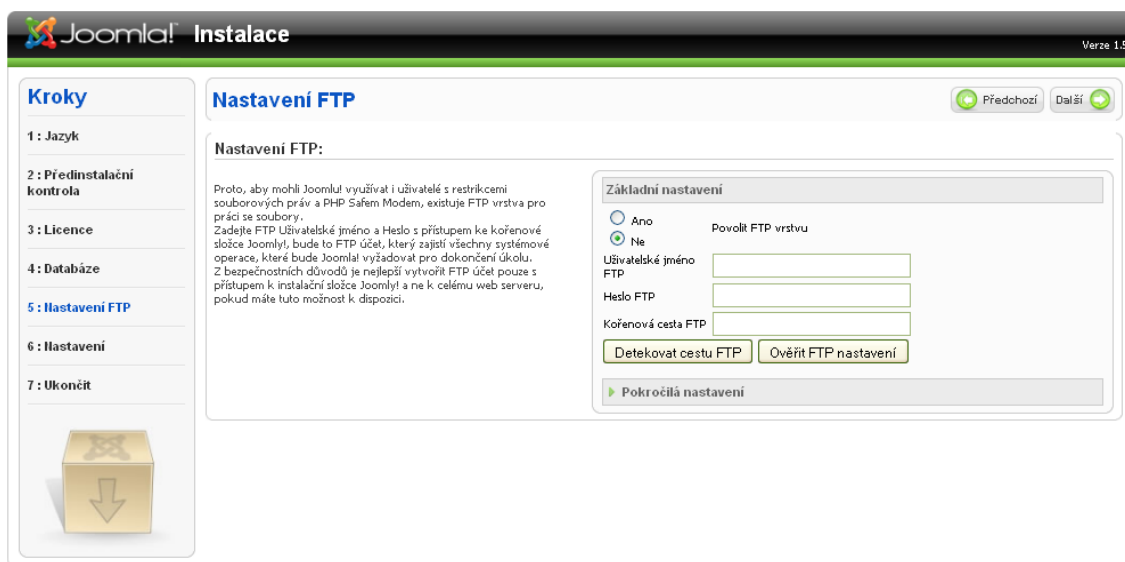 Joomla!™ Instalace
Verze 1.5
Kroky
1 : Jazyk
2 : Předinstalační
kontrola
3 : Licence
4 : Databáze
5 : Nastavení FTP
6 : Nastavení
7 : Ukončit
Nastavení FTP
Předchozí
Další
Nastavení FTP:
Proto, aby mohli Joomlu! využívat i uživatelé s restrikcemi
souborových práv a PHP Safem Modem, existuje FTP vrstva pro
práci se soubory.
Zadejte FTP Uživatelské jméno a Heslo s přístupem ke kořenové
složce Joomly!, bude to FTP účet, který zajistí všechny systémové
operace, které bude Joomla! vyžadovat pro dokončení úkolu.
Z bezpečnostních důvodů je nejlepší vytvořit FTP účet pouze s
přístupem k instalační složce Joomly! a ne k celému web serveru,
pokud máte tuto možnost k dispozici.
Základní nastavení
Ano
Ne
Povolit FTP vrstvu
Uživatelské jméno
FTP
Heslo FTP
Kořenová cesta FTP
Detekovat cestu FTP
Ověřit FTP nastavení
Pokročilá nastavení